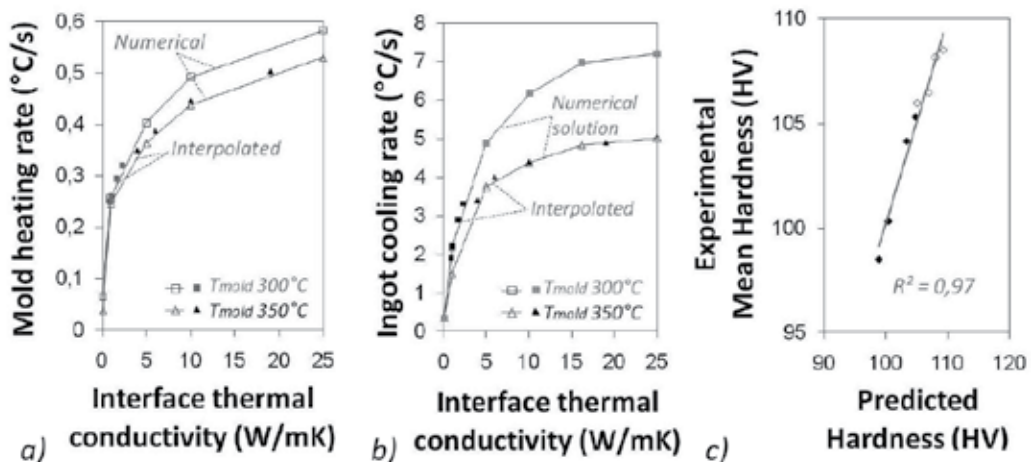 Mold heating rate (°C/s)
0,6
0,5
0,4
0,3
0,2
0,1
0
Numerical
Interpolated
Tmold 300°C
Tmold 350°C
0 5 10 15 20 25
Interface thermal
conductivity (W/mK)
a)
Ingot cooling rate (°C/s)
8
7
6
5
4
3
2
1
0
Numerical
solution
Interpolated
Tmold 300°C
Tmold 350°C
0 5 10 15 20 25
Interface thermal
conductivity (W/mK)
b)
Experimental
Mean Hardness (HV)
110
105
100
95
R² = 0,97
90 100 110 120
Predicted
Hardness (HV)
c)